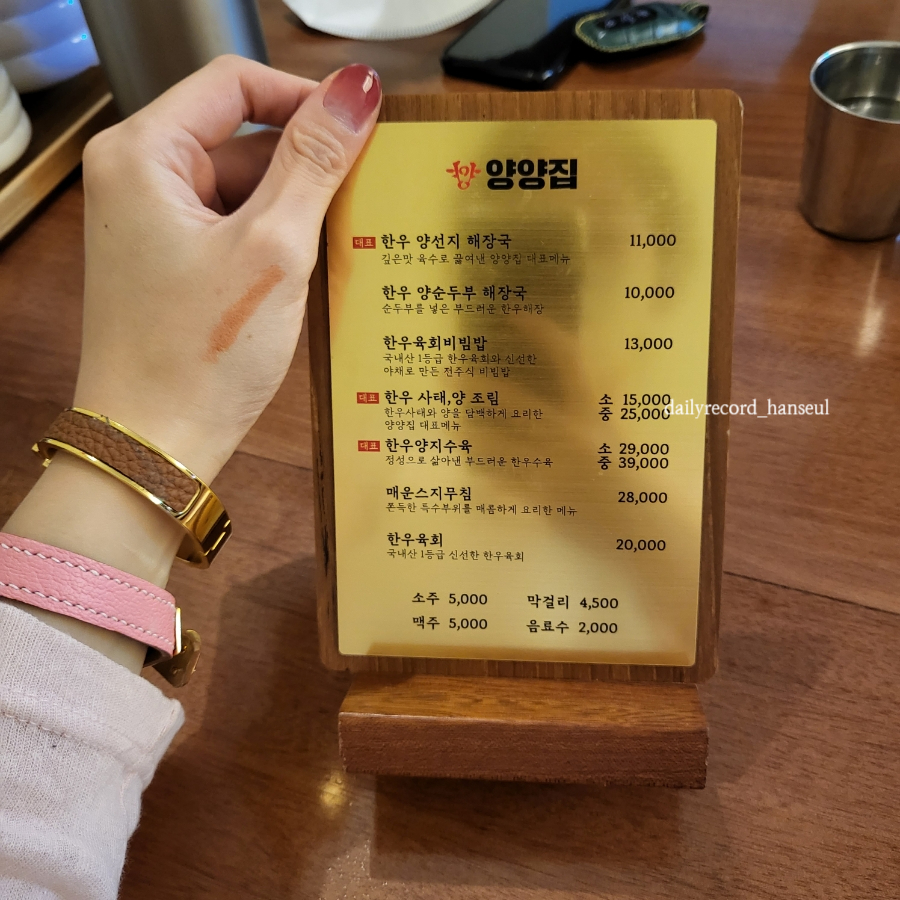 양 양양집
대표 한우 양선지 해장국 11,000
깊은맛 육수로 끓여낸 양양집 대표메뉴
한우 양순두부 해장국 10,000
순두부를 넣은 부드러운 한우해장
한우육회비빔밥 13,000
국내산 1등급 한우육회와 신선한
야채로 만든 전주식 비빔밥
대표 한우 사태,양 조림 소 15,000
한우사태와 양을 담백하게 요리한 중 25,000
양양집 대표메뉴
dailyrecord_hanseul
대표 한우양지수육 소 29,000
정성으로 삶아낸 부드러운 한우수육 중 39,000
매운스지무침 28,000
쫀득한 특수부위를 매콤하게 요리한 메뉴
한우육회 20,000
국내산 1등급 신선한 한우육회
소주 5,000 막걸리 4,500
맥주 5,000 음료수 2,000